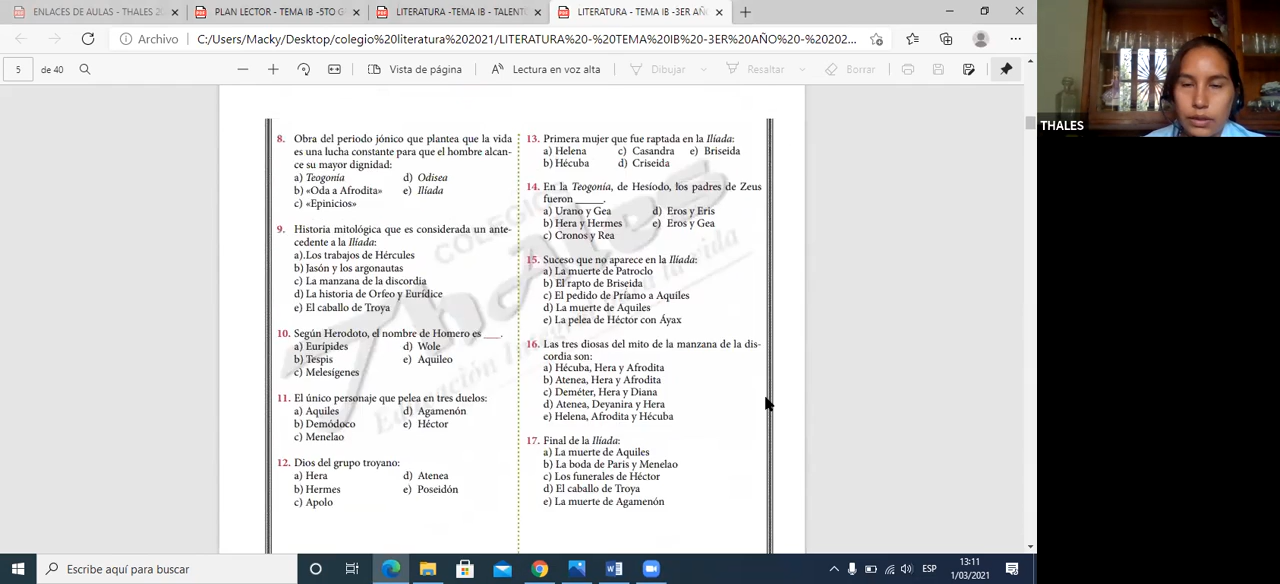 ENLACES DE AULAS - THALES 20
PLAN LECTOR - TEMA IB -5TO G
LITERATURA -TEMA IB - TALENT
LITERATURA - TEMA IB -3ER AÑ
Archivo
C:/Users/Macky/Desktop/colegio%20literatura%202021/LITERATURA%20-%20TEMA%20IB%20-3ER%20AÑO%20-%20202...
5
de 40
Vista de página
Lectura en voz alta
Dibujar
Resaltar
Borrar
THALES
COLEGIO
Thales
8. Obra del periodo jónico que plantea que la vida
es una lucha constante para que el hombre alcan-
ce su mayor dignidad:
a) Teogonía d) Odisea
b) «Oda a Afrodita» e) Ilíada
c) «Epinicios»
9. Historia mitológica que es considerada un ante-
cedente a la Ilíada:
a).Los trabajos de Hércules
b) Jasón y los argonautas
c) La manzana de la discordia
d) La historia de Orfeo y Eurídice
e) El caballo de Troya
10. Según Herodoto, el nombre de Homero es ___.
a) Eurípides d) Wole
b) Tespis e) Aquíleo
c) Melesígenes
11. El único personaje que pelea en tres duelos:
a) Aquiles d) Agamenón
b) Demódoco e) Héctor
c) Menelao
12. Dios del grupo troyano:
a) Hera d) Atenea
b) Hermes e) Poseidón
c) Apolo
13. Primera mujer que fue raptada en la Ilíada:
a) Helena c) Casandra e) Briseida
b) Hécuba d) Criseida
14. En la Teogonía, de Hesíodo, los padres de Zeus
fueron _____.
a) Urano y Gea d) Eros y Eris
b) Hera y Hermes e) Eros y Gea
c) Cronos y Rea
15. Suceso que no aparece en la Ilíada:
a) La muerte de Patroclo
b) El rapto de Briseida
c) El pedido de Príamo a Aquiles
d) La muerte de Aquiles
e) La pelea de Héctor con Áyax
16. Las tres diosas del mito de la manzana de la dis-
cordia son:
a) Hécuba, Hera y Afrodita
b) Atenea, Hera y Afrodita
c) Deméter, Hera y Diana
d) Atenea, Deyanira y Hera
e) Helena, Afrodita y Hécuba
17. Final de la Ilíada:
a) La muerte de Aquiles
b) La boda de Paris y Menelao
c) Los funerales de Héctor
d) El caballo de Troya
e) La muerte de Agamenón
Escribe aquí para buscar
ESP
13:11
1/03/2021